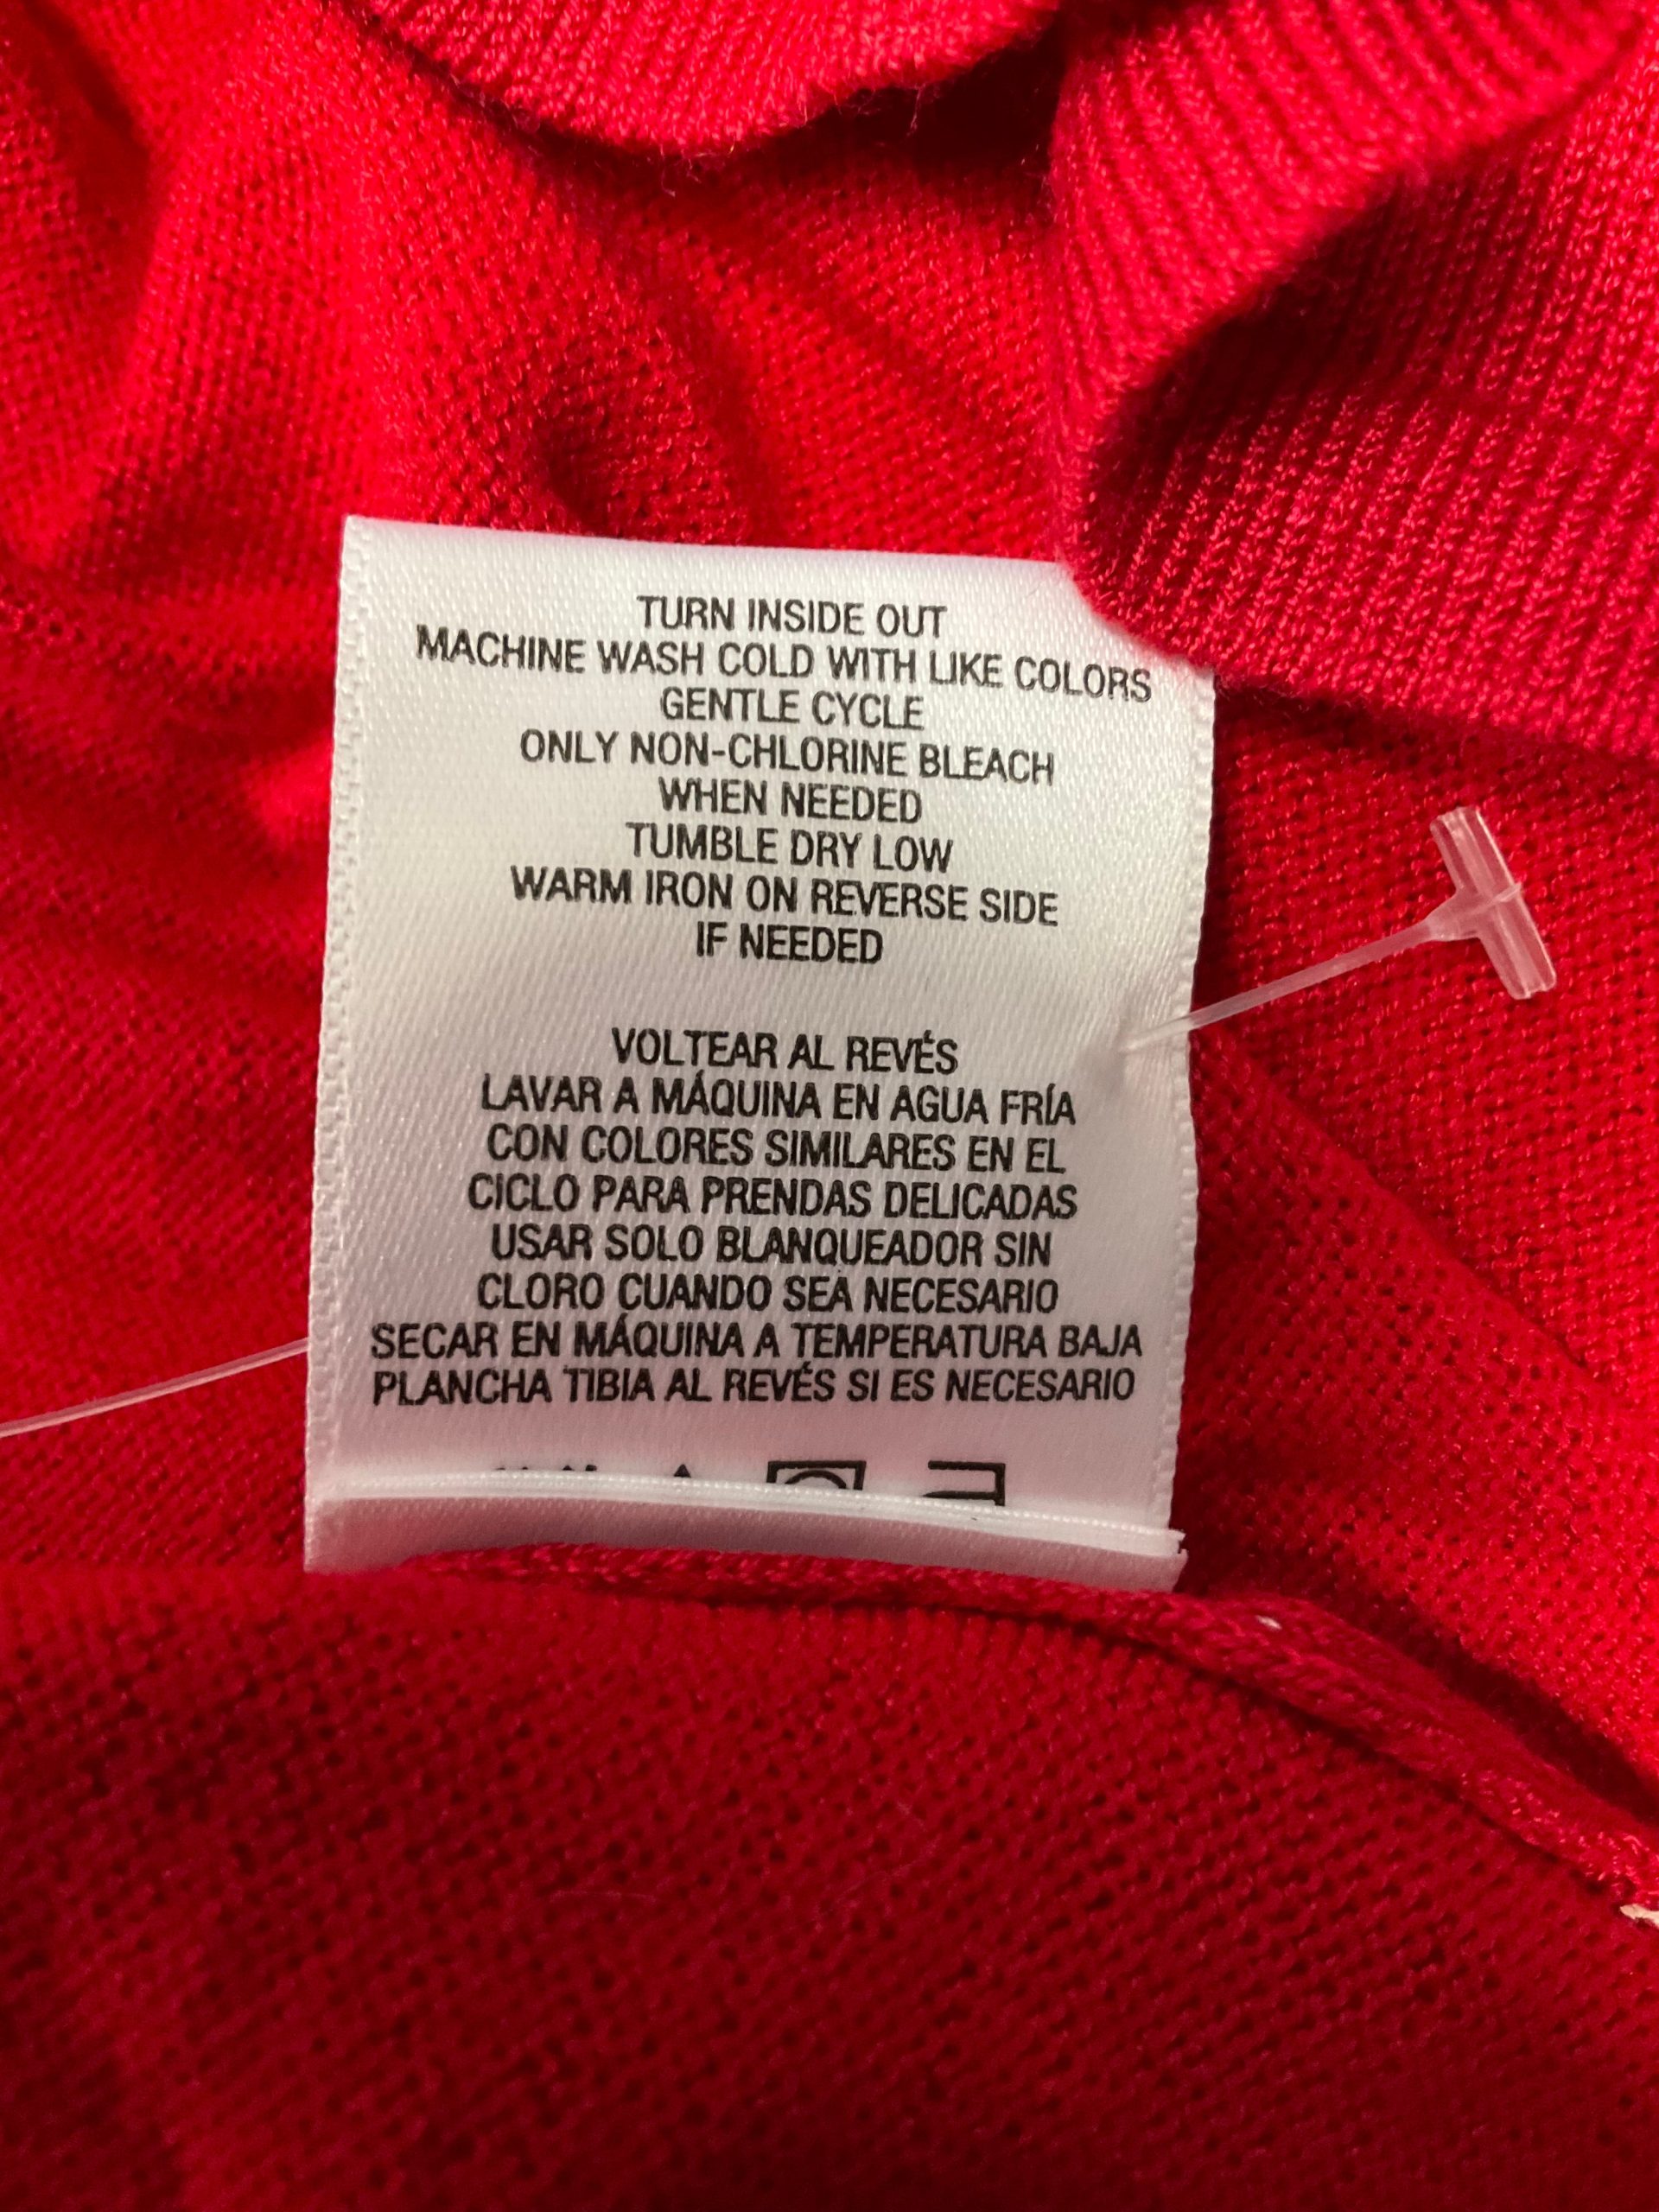 TURN INSIDE OUT
MACHINE WASH COLD WITH LIKE COLORS
GENTLE CYCLE
ONLY NON-CHLORINE BLEACH
WHEN NEEDED
TUMBLE DRY LOW
WARM IRON ON REVERSE SIDE
IF NEEDED
VOLTEAR AL REVÉS
LAVAR A MÁQUINA EN AGUA FRÍA
CON COLORES SIMILARES EN EL
CICLO PARA PRENDAS DELICADAS
USAR SOLO BLANQUEADOR SIN
CLORO CUANDO SEA NECESARIO
SECAR EN MÁQUINA A TEMPERATURA BAJA
PLANCHA TIBIA AL REVÉS SI ES NECESARIO